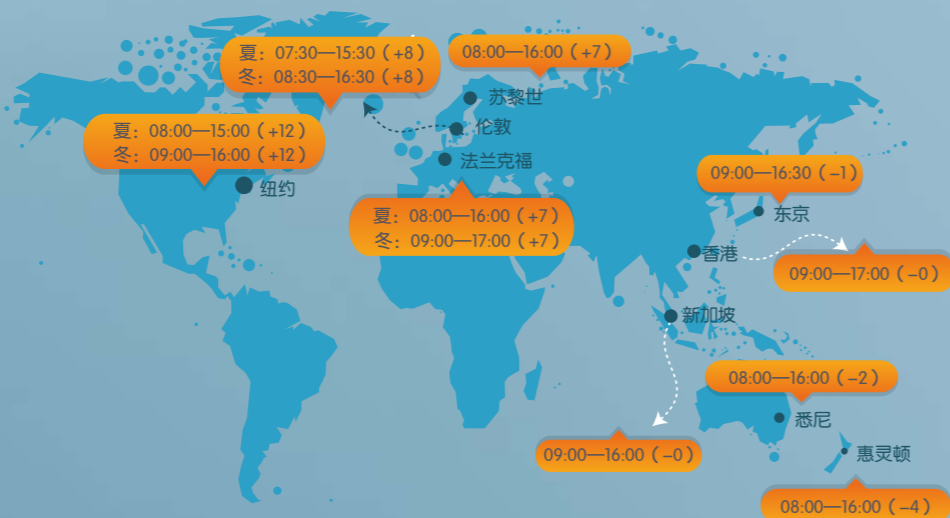 夏：07:30—15:30（+8）
冬：08:30—16:30（+8）
08:00—16:00（+7）
苏黎世
伦敦
夏：08:00—15:00（+12）
冬：09:00—16:00（+12）
纽约
法兰克福
09:00—16:30（−1）
东京
夏：08:00—16:00（+7）
冬：09:00—17:00（+7）
香港
09:00—17:00（−0）
新加坡
08:00—16:00（−2）
悉尼
09:00—16:00（−0）
惠灵顿
08:00—16:00（−4）